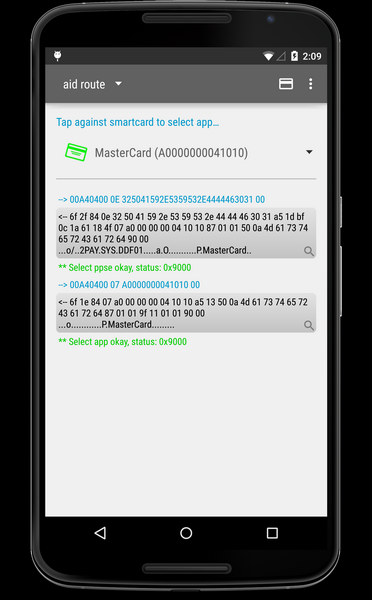 2:09
aid route
Tap against smartcard to select app…
MasterCard (A0000000041010)
--> 00A40400 0E 325041592E5359532E4444463031 00
<-- 6f 2f 84 0e 32 50 41 59 2e 53 59 53 2e 44 44 46 30 31 a5 1d bf
0c 1a 61 18 4f 07 a0 00 00 00 04 10 10 87 01 01 50 0a 4d 61 73 74
65 72 43 61 72 64 90 00
...o/..2PAY.SYS.DDF01.....a.O..........P.MasterCard..
** Select ppse okay, status: 0x9000
--> 00A40400 07 A0000000041010 00
<-- 6f 1e 84 07 a0 00 00 00 04 10 10 a5 13 50 0a 4d 61 73 74 65 72
43 61 72 64 87 01 01 9f 11 01 01 90 00
...o............P.MasterCard.........
** Select app okay, status: 0x9000